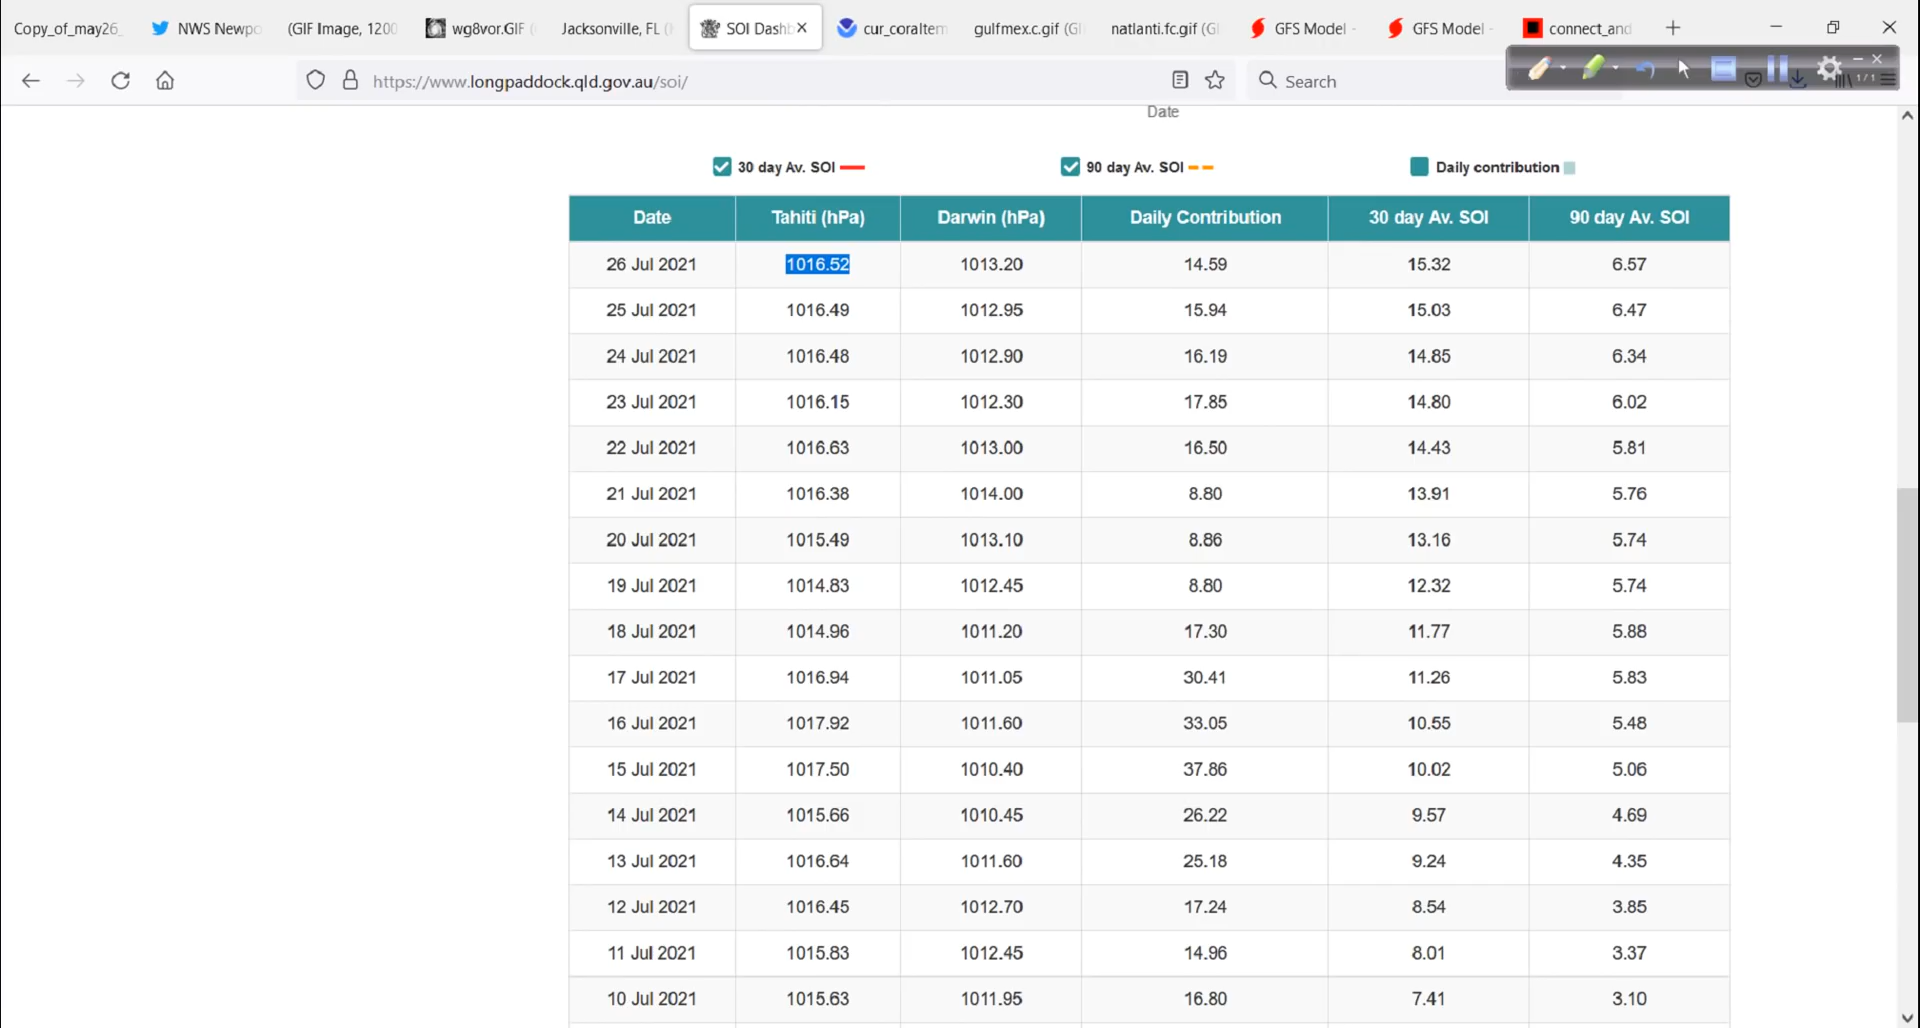 Copy_of_may26_ NWS Newpo (GIF Image, 1200 wg8vor.GIF ( Jacksonville, FL ( SOI Dashb cur_coraltem gulfmex.c.gif (GI natlanti.fc.gif (G GFS Model - GFS Model - connect_and
https://www.longpaddock.qld.gov.au/soi/ Search 1/1
Date
30 day Av. SOI 90 day Av. SOI Daily contribution
Date Tahiti (hPa) Darwin (hPa) Daily Contribution 30 day Av. SOI 90 day Av. SOI
26 Jul 2021 1016.52 1013.20 14.59 15.32 6.57
25 Jul 2021 1016.49 1012.95 15.94 15.03 6.47
24 Jul 2021 1016.48 1012.90 16.19 14.85 6.34
23 Jul 2021 1016.15 1012.30 17.85 14.80 6.02
22 Jul 2021 1016.63 1013.00 16.50 14.43 5.81
21 Jul 2021 1016.38 1014.00 8.80 13.91 5.76
20 Jul 2021 1015.49 1013.10 8.86 13.16 5.74
19 Jul 2021 1014.83 1012.45 8.80 12.32 5.74
18 Jul 2021 1014.96 1011.20 17.30 11.77 5.88
17 Jul 2021 1016.94 1011.05 30.41 11.26 5.83
16 Jul 2021 1017.92 1011.60 33.05 10.55 5.48
15 Jul 2021 1017.50 1010.40 37.86 10.02 5.06
14 Jul 2021 1015.66 1010.45 26.22 9.57 4.69
13 Jul 2021 1016.64 1011.60 25.18 9.24 4.35
12 Jul 2021 1016.45 1012.70 17.24 8.54 3.85
11 Jul 2021 1015.83 1012.45 14.96 8.01 3.37
10 Jul 2021 1015.63 1011.95 16.80 7.41 3.10